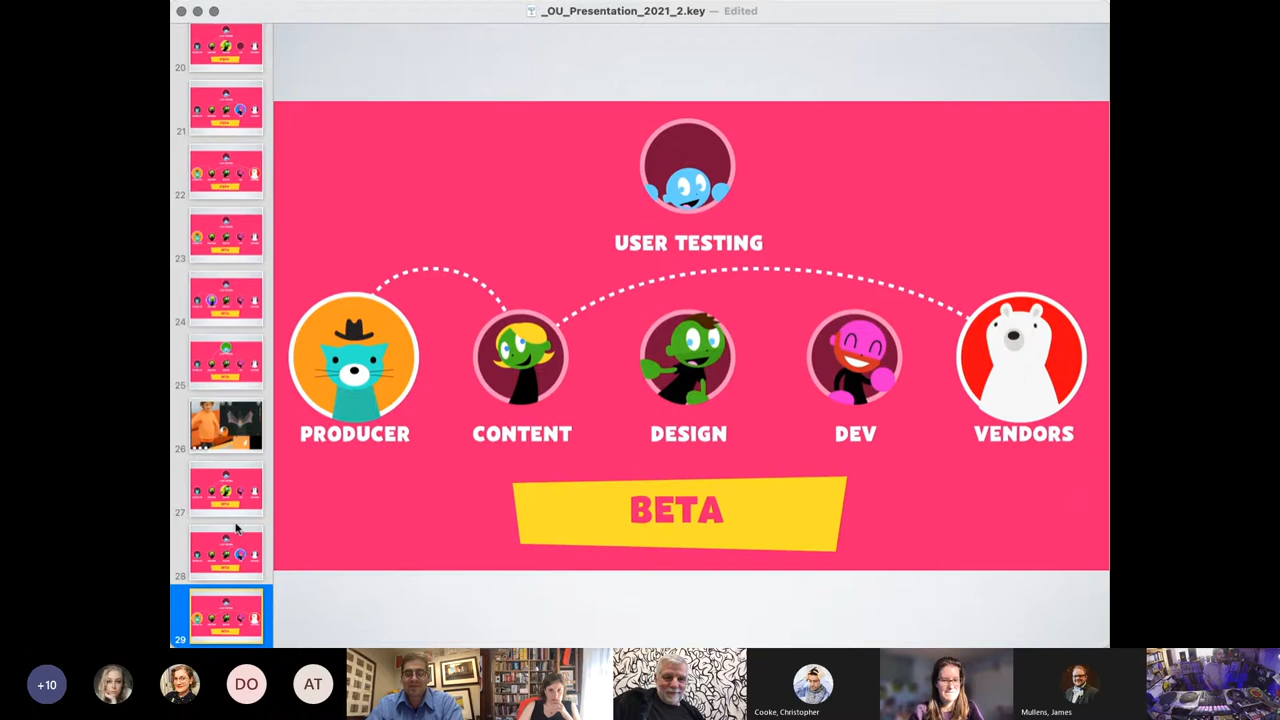 _OU_Presentation_2021_2.key — Edited
20
21
22
23
24
25
26
27
28
29
USER TESTING
PRODUCER
CONTENT
DESIGN
DEV
VENDORS
BETA
+10
DO
AT
Cooke, Christopher
Mullens, James